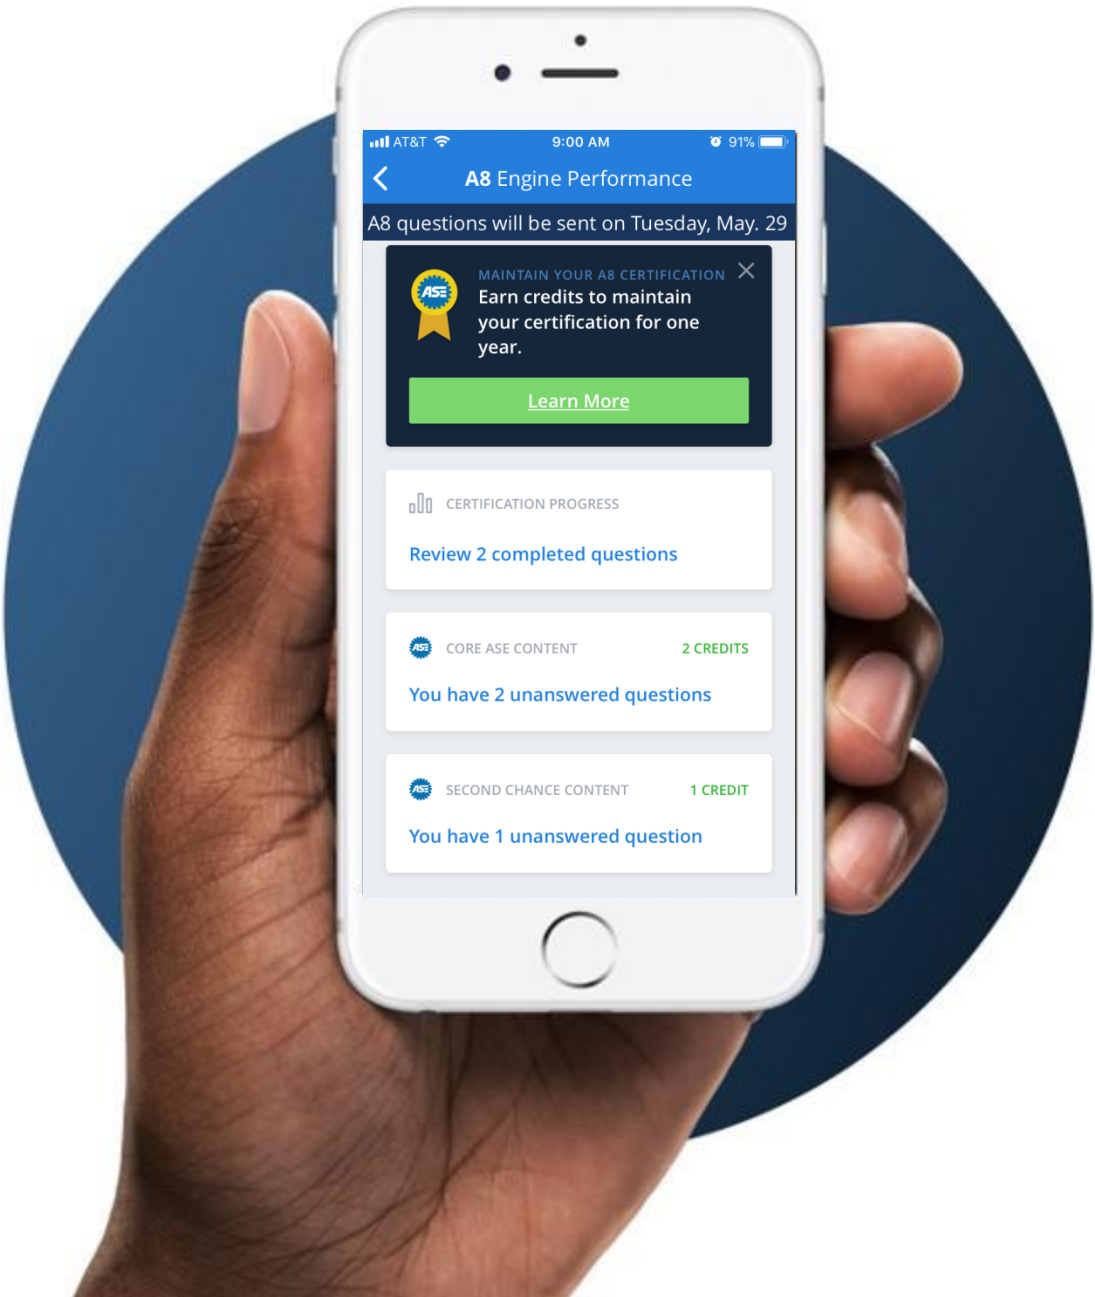 AT&T 9:00 AM 91%
A8 Engine Performance
A8 questions will be sent on Tuesday, May. 29
MAINTAIN YOUR A8 CERTIFICATION
ASE Earn credits to maintain
your certification for one
year.
Learn More
CERTIFICATION PROGRESS
Review 2 completed questions
ASE CORE ASE CONTENT 2 CREDITS
You have 2 unanswered questions
ASE SECOND CHANCE CONTENT 1 CREDIT
You have 1 unanswered question